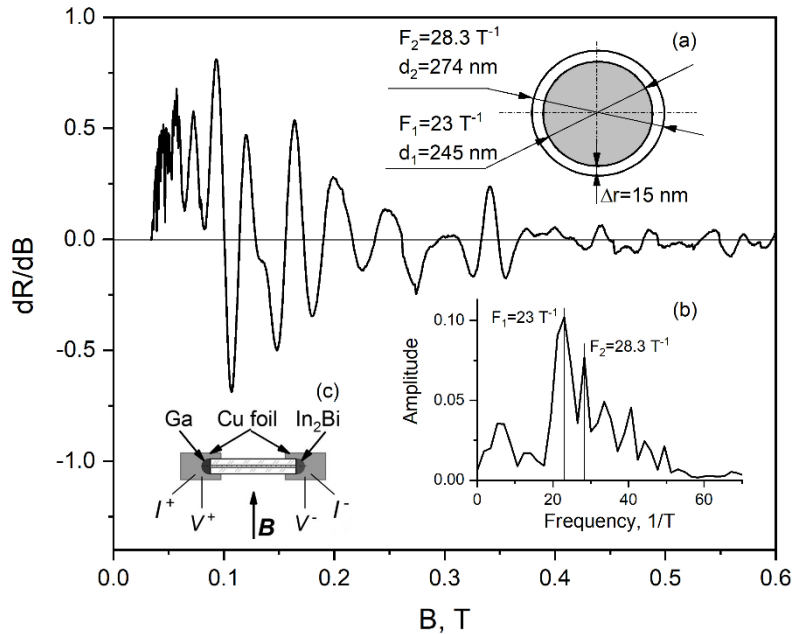 1.0
0.5
0.0
-0.5
-1.0
dR/dB
0.0
0.1
0.2
0.3
0.4
0.5
0.6
B, T
(a)
F₂=28.3 T⁻¹
d₂=274 nm
F₁=23 T⁻¹
d₁=245 nm
Δr=15 nm
(b)
F₁=23 T⁻¹
F₂=28.3 T⁻¹
0.10
0.05
0.00
Amplitude
0
20
40
60
Frequency, 1/T
(c)
Ga
Cu foil
In₂Bi
I⁺
V⁺
B
V⁻
I⁻